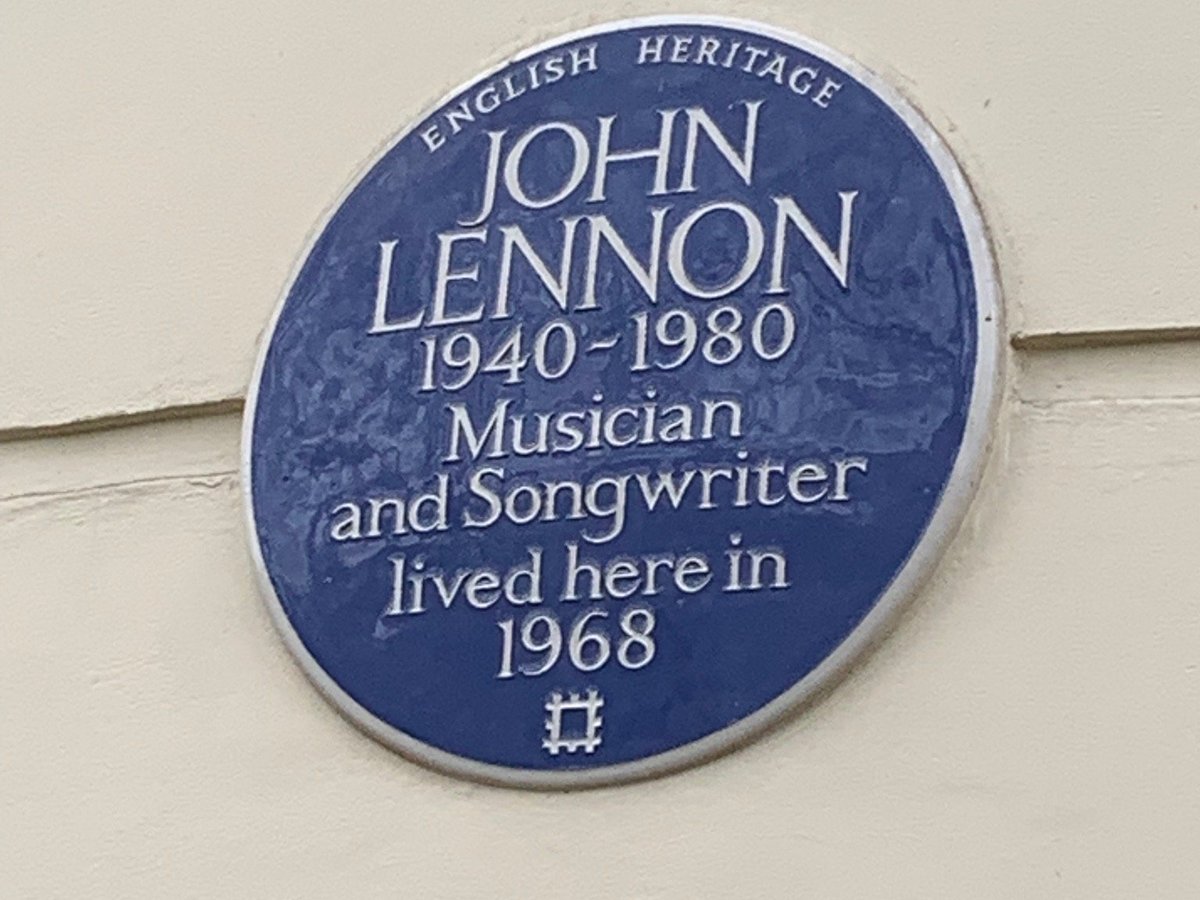 ENGLISH HERITAGE
JOHN
LENNON
1940-1980
Musician
and Songwriter
lived here in
1968